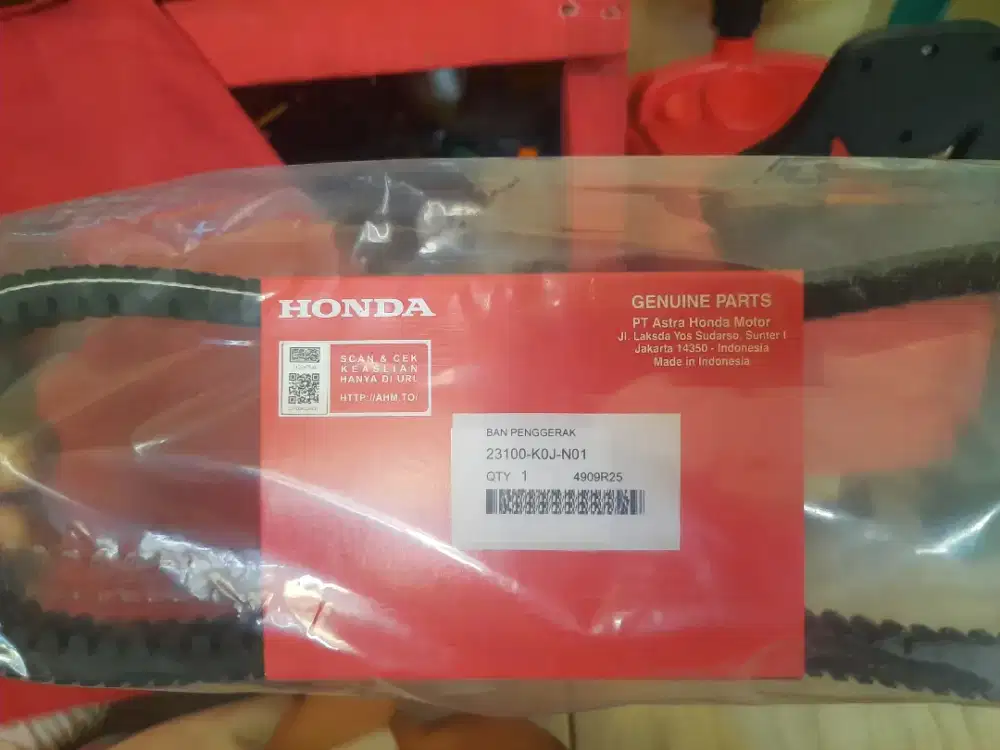 HONDA
GENUINE PARTS
PT Astra Honda Motor
Jl. Laksda Yos Sudarso, Sunter I
Jakarta 14350 - Indonesia
Made in Indonesia
SCAN & CEK
KEASLIAN
HANYA DI URL
HTTP://AHM.TO/
BAN PENGGERAK
23100-K0J-N01
QTY 1 4909R25